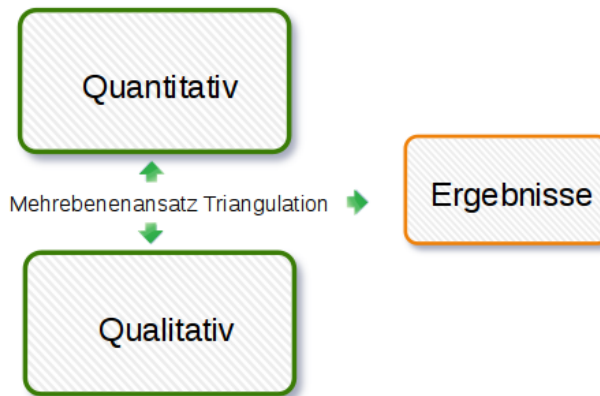 Quantitativ
Mehrebenenansatz Triangulation
Ergebnisse
Qualitativ